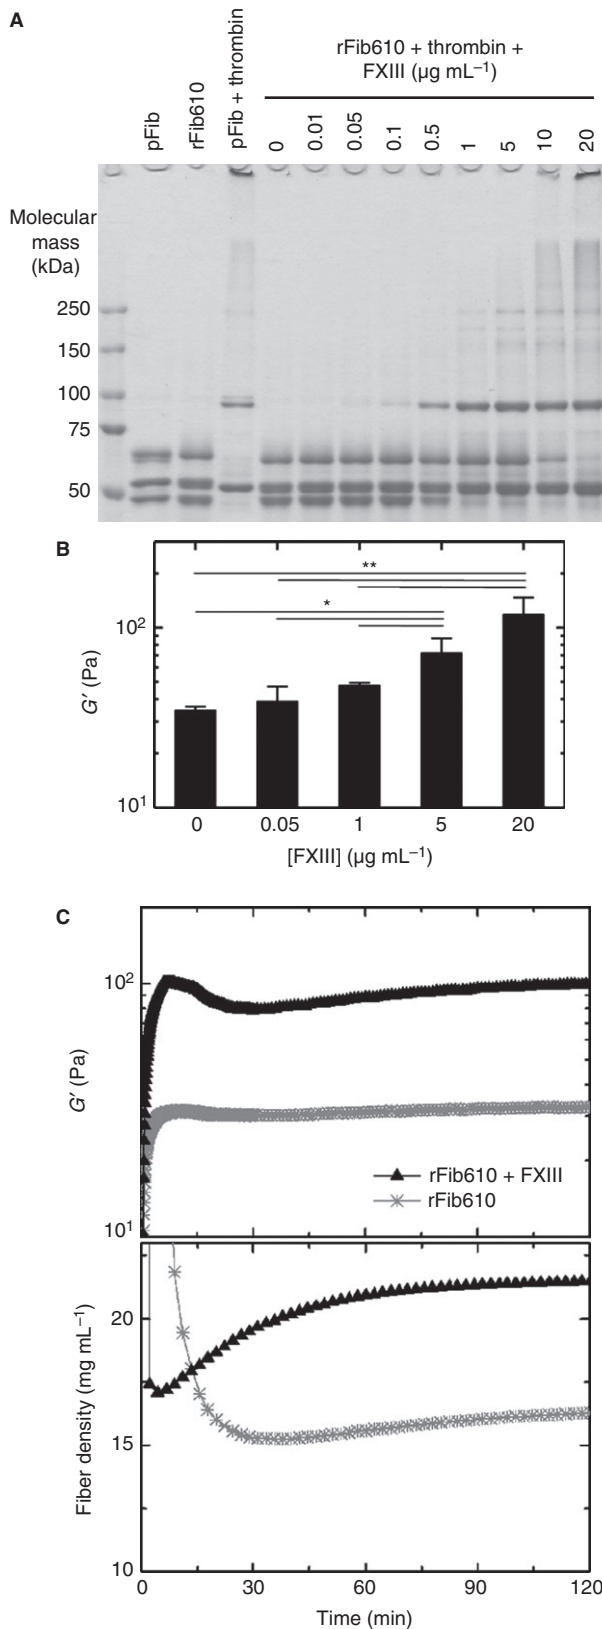 A
rFib610 + thrombin +
FXIII (µg mL⁻¹)
pFib
rFib610
pFib + thrombin
0
0.01
0.05
0.1
0.5
1
5
10
20
Molecular
mass
(kDa)
250
150
100
75
50
B
**
*
10²
10¹
G′ (Pa)
0 0.05 1 5 20
[FXIII] (µg mL⁻¹)
C
10²
G′ (Pa)
rFib610 + FXIII
rFib610
10¹
20
15
10
Fiber density (mg mL⁻¹)
0 30 60 90 120
Time (min)